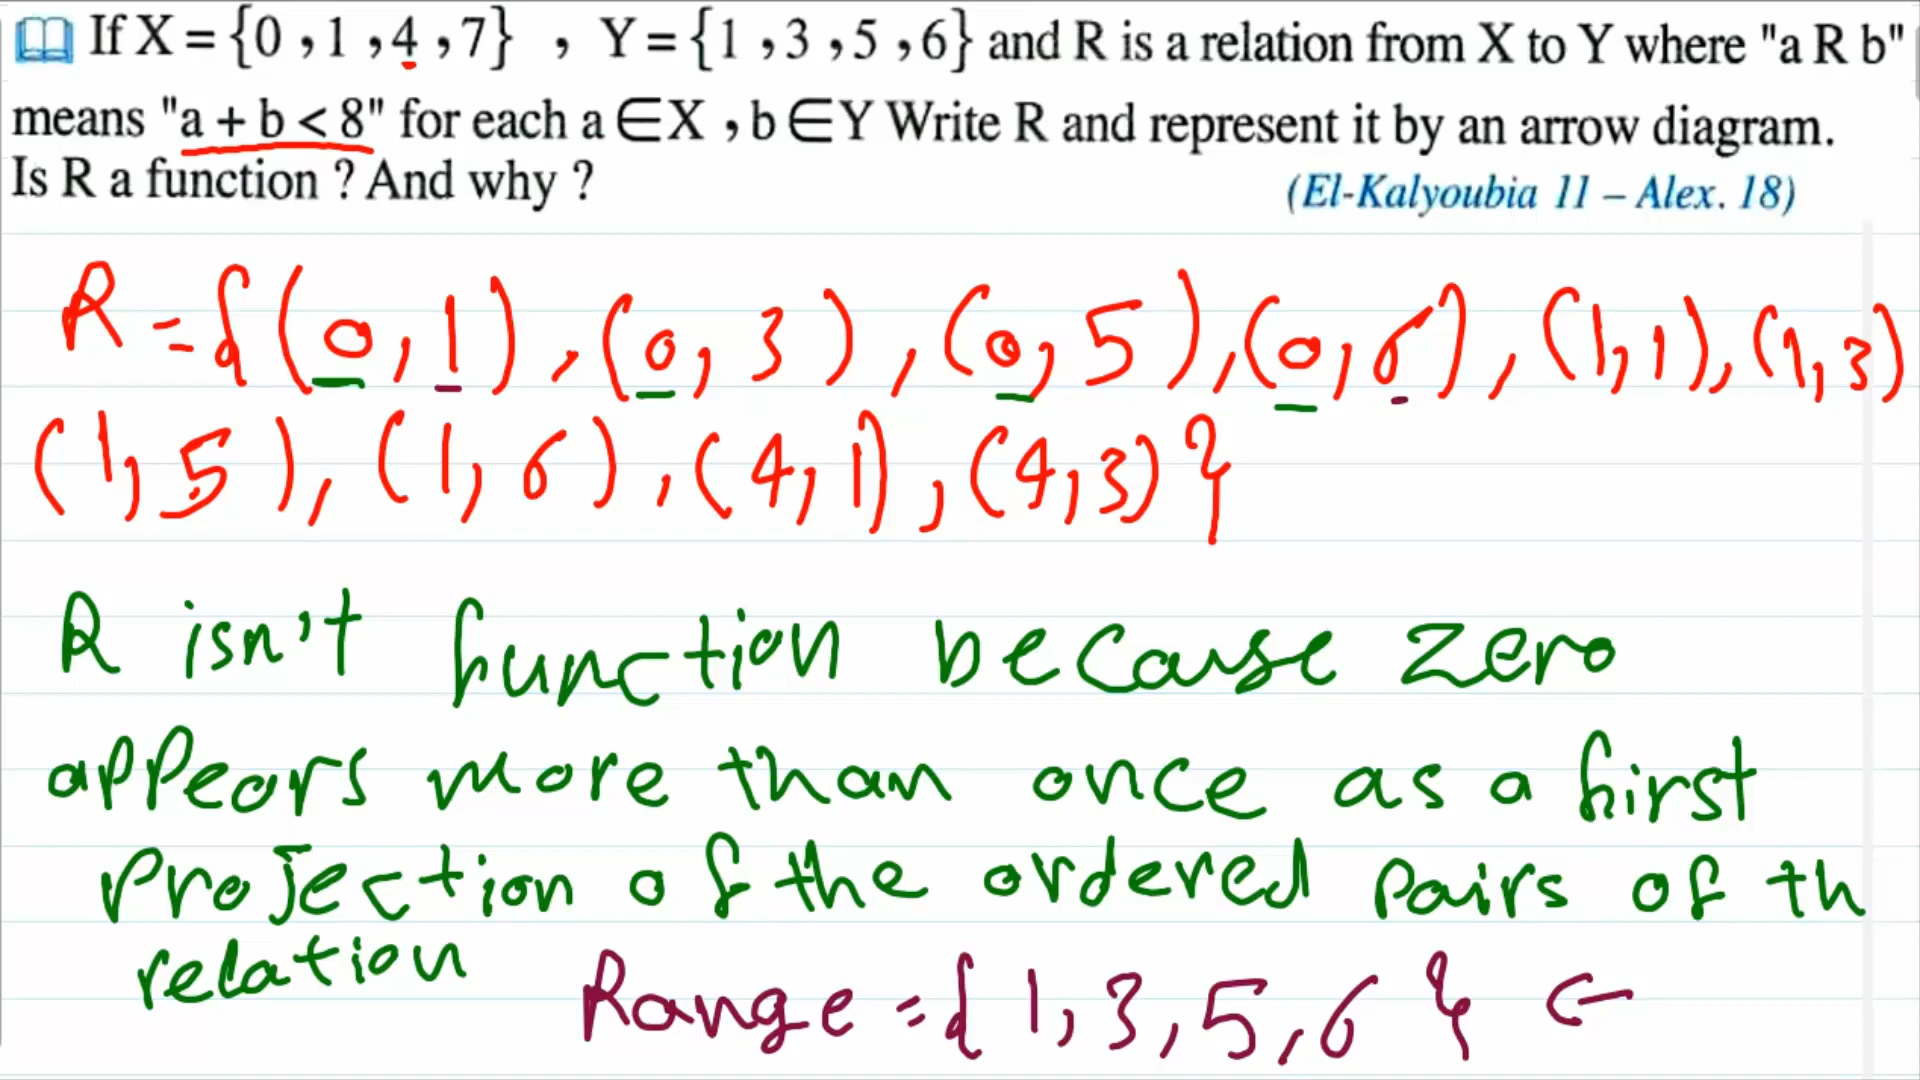 If X = {0 , 1 , 4 , 7} , Y = {1 , 3 , 5 , 6} and R is a relation from X to Y where "a R b"
means "a + b < 8" for each a ∈ X , b ∈ Y Write R and represent it by an arrow diagram.
Is R a function ? And why ?
(El-Kalyoubia 11 – Alex. 18)
R = {(0, 1), (0, 3), (0, 5), (0, 6), (1, 1), (1, 3)
(1, 5), (1, 6), (4, 1), (4, 3)}
R isn't function because zero
appears more than once as a first
projection of the ordered pairs of th
relation
Range = {1, 3, 5, 6} ←